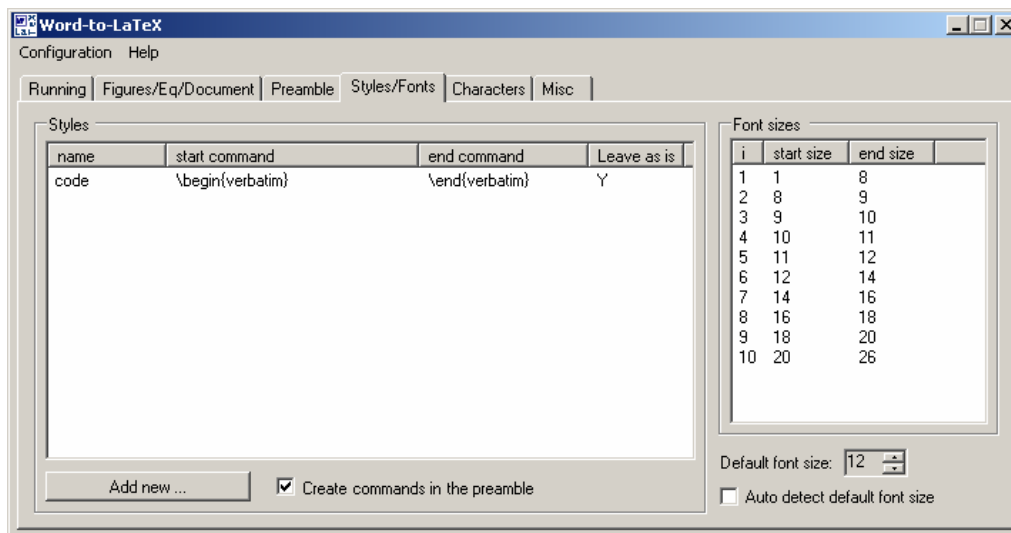 Word-to-LaTeX
Configuration Help
Running Figures/Eq/Document Preamble Styles/Fonts Characters Misc
Styles
name start command end command Leave as is
code \begin{verbatim} \end{verbatim} Y
Add new ... Create commands in the preamble
Font sizes
i start size end size
1 1 8
2 8 9
3 9 10
4 10 11
5 11 12
6 12 14
7 14 16
8 16 18
9 18 20
10 20 26
Default font size: 12
Auto detect default font size